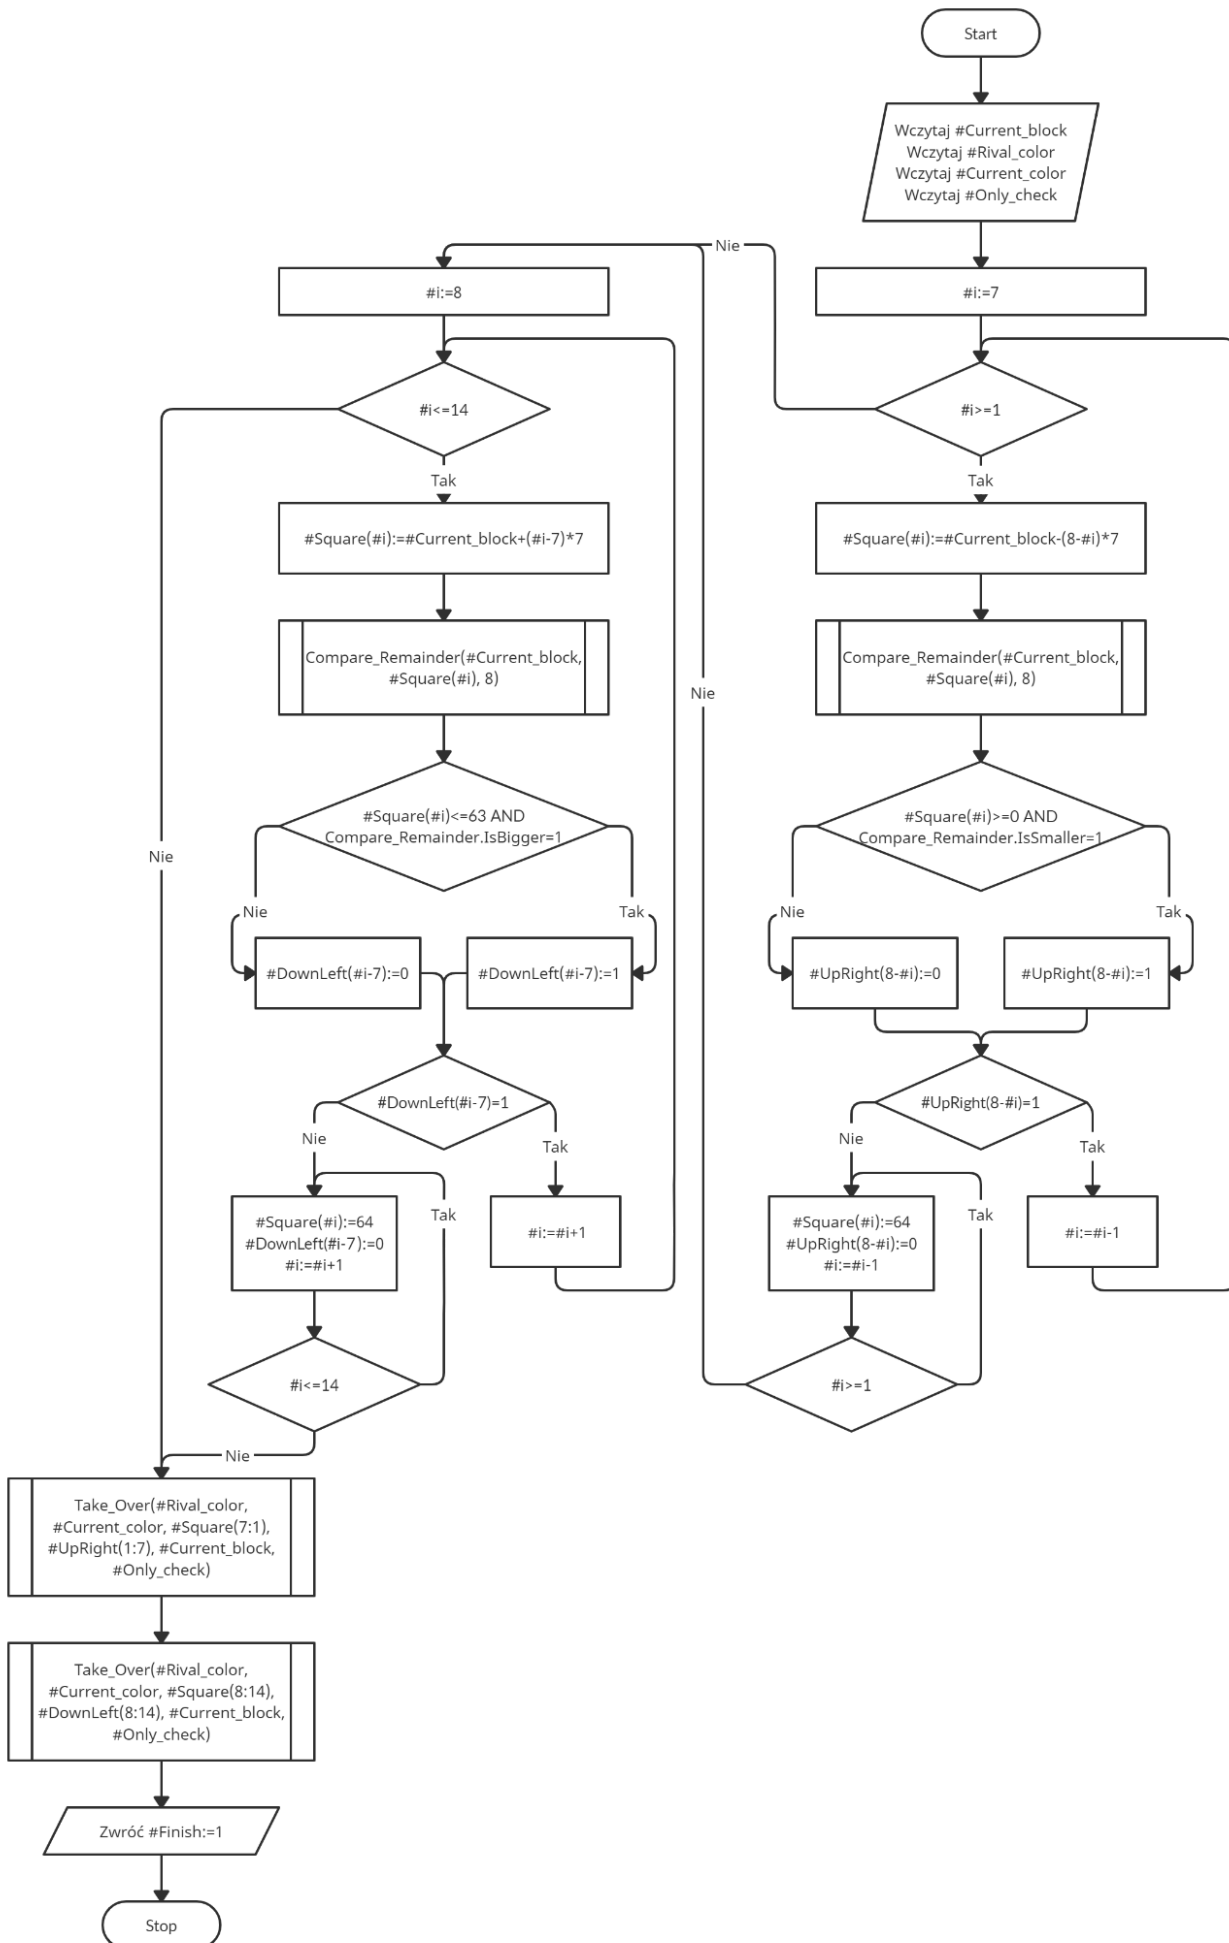 Start
Wczytaj #Current_block
Wczytaj #Rival_color
Wczytaj #Current_color
Wczytaj #Only_check
#i:=7
#i>=1
Nie
Tak
#Square(#i):=#Current_block-(8-#i)*7
Compare_Remainder(#Current_block,
#Square(#i), 8)
#Square(#i)>=0 AND
Compare_Remainder.IsSmaller=1
Nie
Tak
#UpRight(8-#i):=0
#UpRight(8-#i):=1
#UpRight(8-#i)=1
Nie
Tak
#Square(#i):=64
#UpRight(8-#i):=0
#i:=#i-1
Tak
#i:=#i-1
#i>=1
Nie
#i:=8
#i<=14
Nie
Tak
#Square(#i):=#Current_block+(#i-7)*7
Compare_Remainder(#Current_block,
#Square(#i), 8)
#Square(#i)<=63 AND
Compare_Remainder.IsBigger=1
Nie
Tak
#DownLeft(#i-7):=0
#DownLeft(#i-7):=1
#DownLeft(#i-7)=1
Nie
Tak
#Square(#i):=64
#DownLeft(#i-7):=0
#i:=#i+1
Tak
#i:=#i+1
#i<=14
Nie
Take_Over(#Rival_color,
#Current_color, #Square(7:1),
#UpRight(1:7), #Current_block,
#Only_check)
Take_Over(#Rival_color,
#Current_color, #Square(8:14),
#DownLeft(8:14), #Current_block,
#Only_check)
Zwróć #Finish:=1
Stop